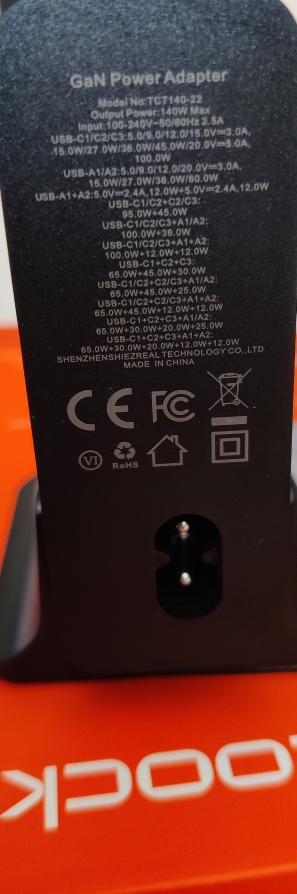 GaN Power Adapter
Model No:TCT140-22
Output Power:140W Max
Input:100-240V~50/60Hz 2.5A
USB-C1/C2/C3:5.0/9.0/12.0/15.0V⎓3.0A,
15.0W/27.0W/36.0W/45.0W/20.0V⎓5.0A,
100.0W
USB-A1/A2:5.0/9.0/12.0/20.0V⎓3.0A,
15.0W/27.0W/36.0W/60.0W
USB-A1+A2:5.0V⎓2.4A,12.0W+5.0V⎓2.4A,12.0W
USB-C1/C2+C2/C3:
95.0W+45.0W
USB-C1/C2/C3+A1/A2:
100.0W+36.0W
USB-C1/C2/C3+A1+A2:
100.0W+12.0W+12.0W
USB-C1+C2+C3:
65.0W+45.0W+30.0W
USB-C1/C2+C2/C3+A1/A2:
65.0W+45.0W+25.0W
USB-C1/C2+C2/C3+A1+A2:
65.0W+45.0W+12.0W+12.0W
USB-C1+C2+C3+A1/A2:
65.0W+30.0W+20.0W+25.0W
USB-C1+C2+C3+A1+A2:
65.0W+30.0W+20.0W+12.0W+12.0W
SHENZHENSHIEZREAL TECHNOLOGY CO.,LTD
MADE IN CHINA
CE FC
VI RoHS
oock